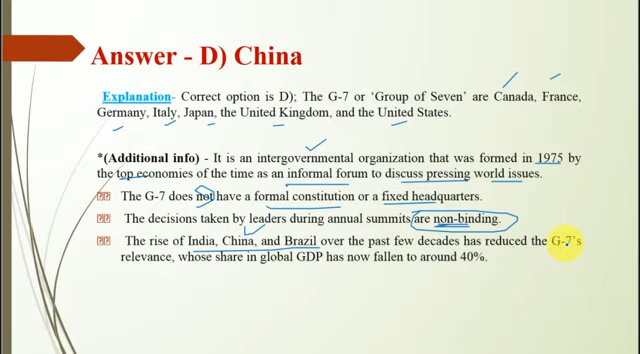 Answer - D) China
Explanation- Correct option is D); The G-7 or ‘Group of Seven’ are Canada, France,
Germany, Italy, Japan, the United Kingdom, and the United States.
*(Additional info) - It is an intergovernmental organization that was formed in 1975 by
the top economies of the time as an informal forum to discuss pressing world issues.
The G-7 does not have a formal constitution or a fixed headquarters.
The decisions taken by leaders during annual summits are non-binding.
The rise of India, China, and Brazil over the past few decades has reduced the G-7's
relevance, whose share in global GDP has now fallen to around 40%.